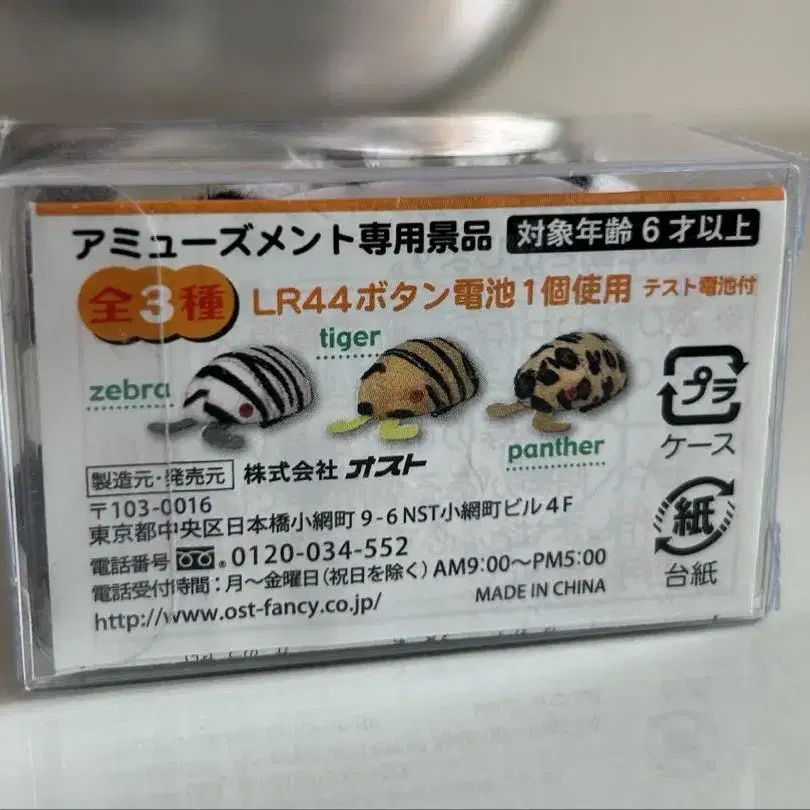 アミューズメント専用景品 対象年齢6才以上
全3種 LR44ボタン電池1個使用 テスト電池付
tiger
zebra
panther
プラ
ケース
製造元・発売元 株式会社 オスト
〒103-0016
東京都中央区日本橋小網町 9-6 NST小網町ビル 4F
電話番号 0120-034-552
電話受付時間:月〜金曜日(祝日を除く) AM9:00〜PM5:00
http://www.ost-fancy.co.jp/ MADE IN CHINA
紙
台紙